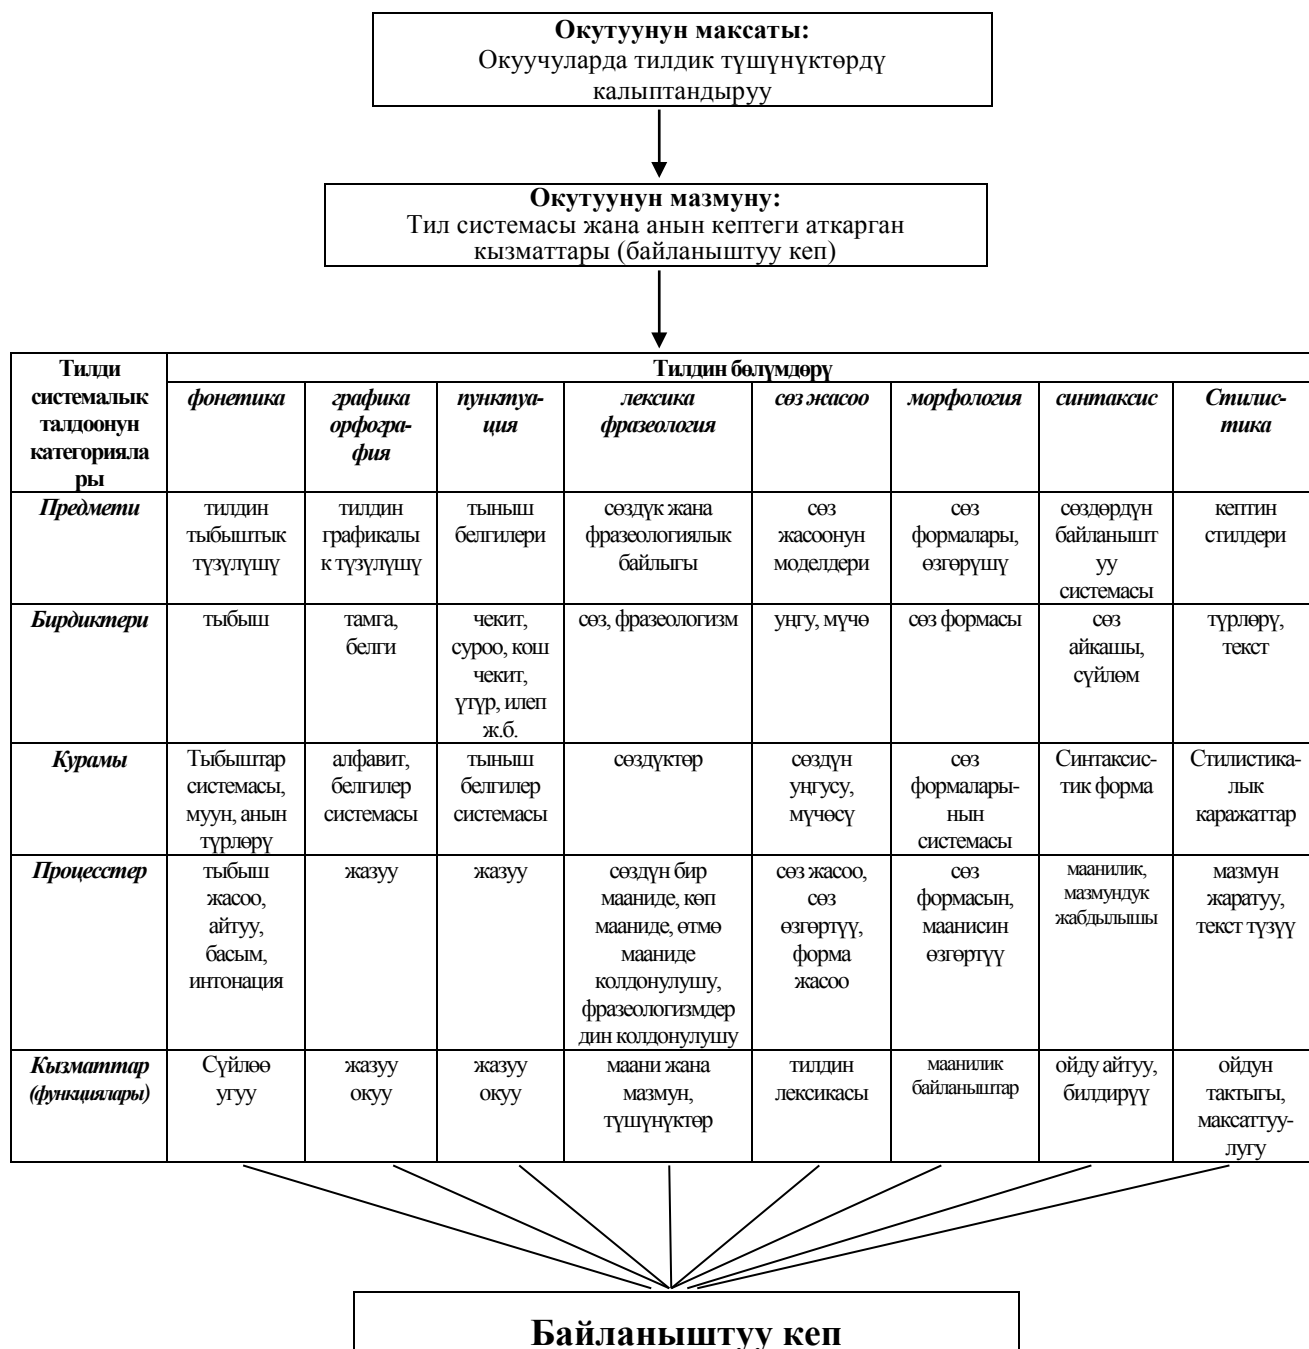 Окутуунун максаты:
Окуучуларда тилдик түшүнүктөрдү
калыптандыруу
Окутуунун мазмуну:
Тил системасы жана анын кептеги аткарган
кызматтары (байланыштуу кеп)
Тилди
системалык
талдоонун
категорияла
ры
Тилдин бөлүмдөрү
фонетика
графика
орфогра-
фия
пунктуа-
ция
лексика
фразеология
сөз жасоо
морфология
синтаксис
Стилис-
тика
Предмети
тилдин
тыбыштык
түзүлүшү
тилдин
графикалы
к түзүлүшү
тыныш
белгилери
сөздүк жана
фразеологиялык
байлыгы
сөз
жасоонун
моделдери
сөз
формалары,
өзгөрүшү
сөздөрдүн
байланышт
уу
системасы
кептин
стилдери
Бирдиктери
тыбыш
тамга,
белги
чекит,
суроо, кош
чекит,
үтүр, илеп
ж.б.
сөз, фразеологизм
уңгу, мүчө
сөз формасы
сөз
айкашы,
сүйлөм
түрлөрү,
текст
Курамы
Тыбыштар
системасы,
муун, анын
түрлөрү
алфавит,
белгилер
системасы
тыныш
белгилер
системасы
сөздүктөр
сөздүн
уңгусу,
мүчөсү
сөз
формалары-
нын
системасы
Синтаксис-
тик форма
Стилистика-
лык
каражаттар
Процесстер
тыбыш
жасоо,
айтуу,
басым,
интонация
жазуу
жазуу
сөздүн бир
мааниде, көп
мааниде, өтмө
мааниде
колдонулушу,
фразеологизмдер
дин колдонулушу
сөз жасоо,
сөз
өзгөртүү,
форма
жасоо
сөз
формасын,
маанисин
өзгөртүү
маанилик,
мазмундук
жабдылышы
мазмун
жаратуу,
текст түзүү
Кызматтар
(функциялары)
Сүйлөө
угуу
жазуу
окуу
жазуу
окуу
маани жана
мазмун,
түшүнүктөр
тилдин
лексикасы
маанилик
байланыштар
ойду айтуу,
билдирүү
ойдун
тактыгы,
максаттуу-
лугу
Байланыштуу кеп